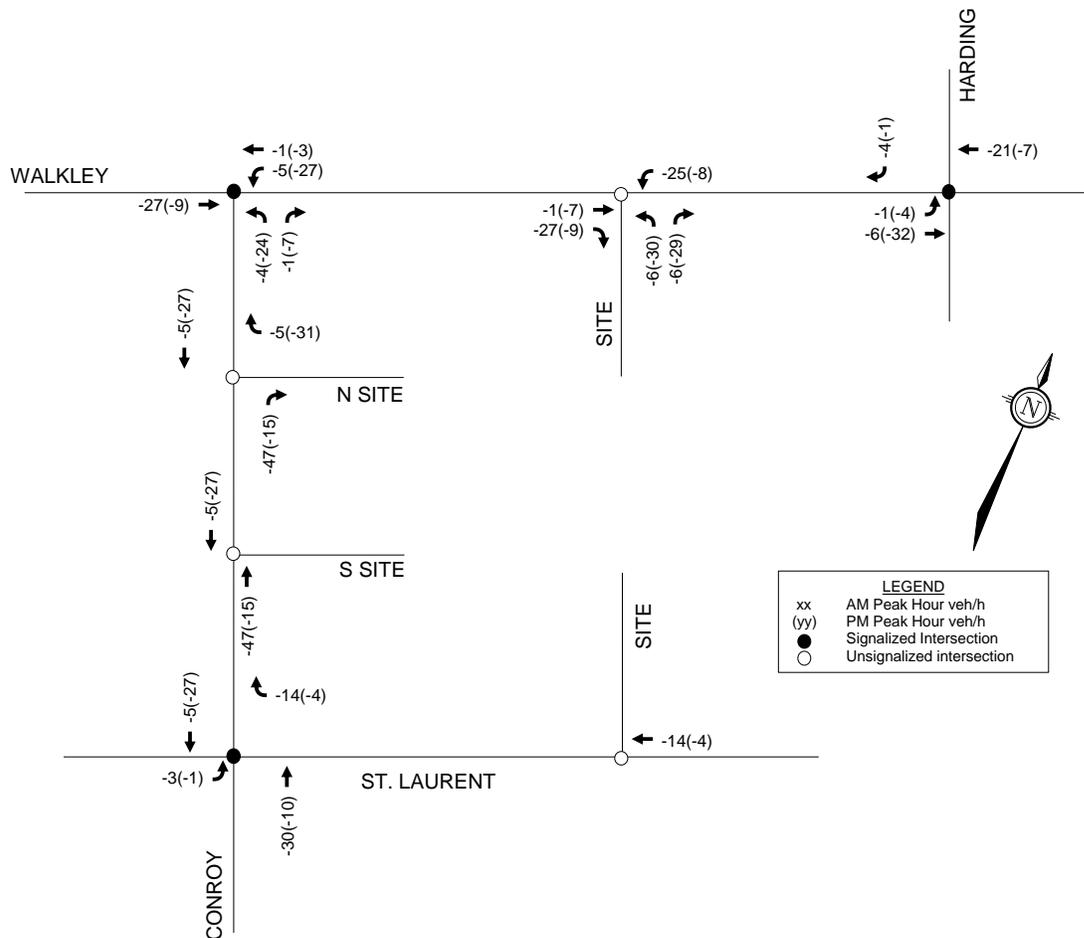 HARDING
-4(-1)
-21(-7)
-1(-4)
-6(-32)
WALKLEY
-1(-3)
-5(-27)
-27(-9)
-4(-24)
-1(-7)
-25(-8)
-1(-7)
-27(-9)
-6(-30)
-6(-29)
SITE
-5(-27)
-5(-31)
N SITE
-47(-15)
-5(-27)
S SITE
-47(-15)
-14(-4)
-5(-27)
-3(-1)
ST. LAURENT
-30(-10)
CONROY
SITE
-14(-4)
N
LEGEND
xx AM Peak Hour veh/h
(yy) PM Peak Hour veh/h
Signalized Intersection
Unsignalized intersection